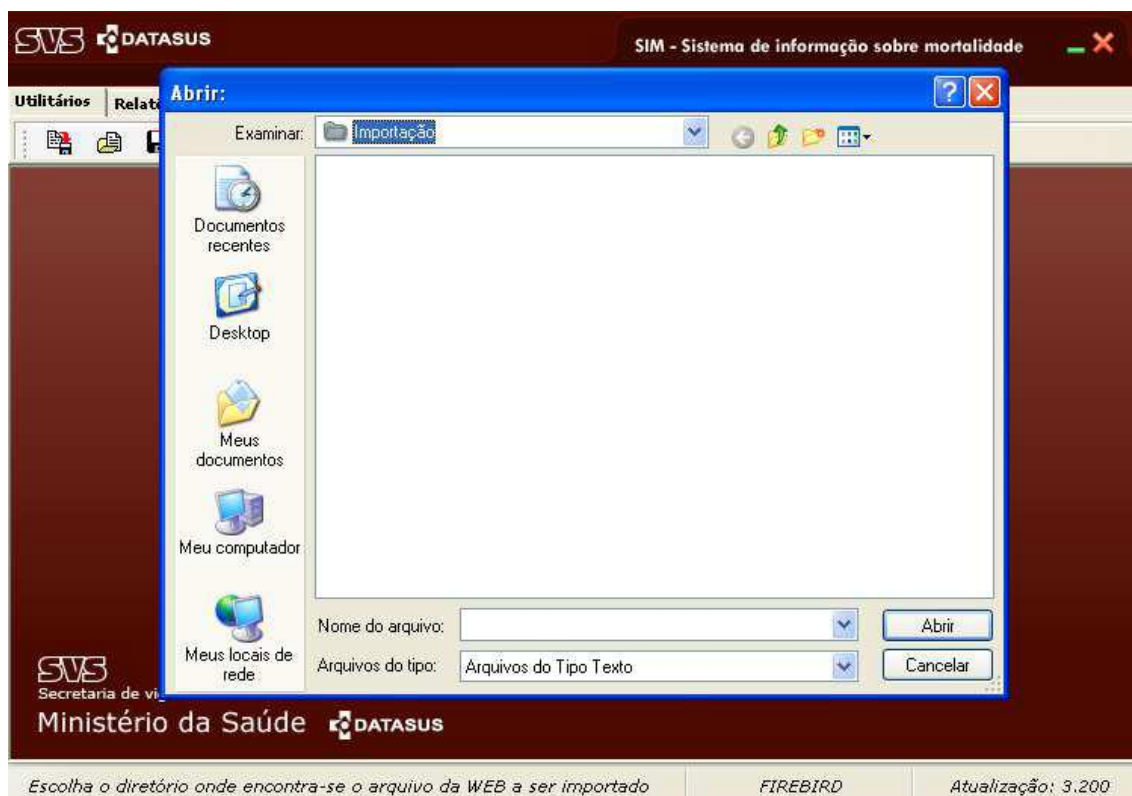 SVS DATASUS
SIM - Sistema de informação sobre mortalidade
Utilitários
Abrir:
Examinar:
Importação
Documentos
recentes
Desktop
Meus
documentos
Meu computador
Meus locais de
rede
Nome do arquivo:
Abrir
Arquivos do tipo:
Arquivos do Tipo Texto
Cancelar
SVS
Secretaria de
Ministério da Saúde DATASUS
Escolha o diretório onde encontra-se o arquivo da WEB a ser importado
FIREBIRD
Atualização: 3.200